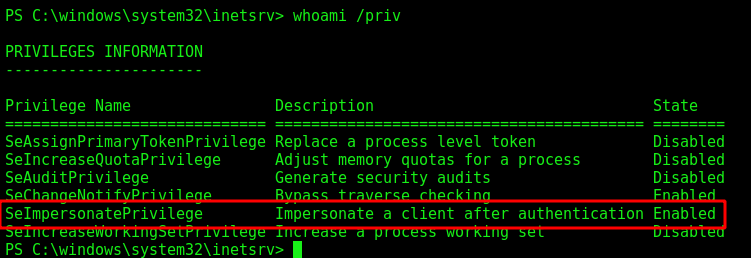 PS C:\windows\system32\inetsrv> whoami /priv
PRIVILEGES INFORMATION
----------------------
Privilege Name Description State
============================= ========================================= ========
SeAssignPrimaryTokenPrivilege Replace a process level token Disabled
SeIncreaseQuotaPrivilege Adjust memory quotas for a process Disabled
SeAuditPrivilege Generate security audits Disabled
SeChangeNotifyPrivilege Bypass traverse checking Enabled
SeImpersonatePrivilege Impersonate a client after authentication Enabled
SeIncreaseWorkingSetPrivilege Increase a process working set Disabled
PS C:\windows\system32\inetsrv>